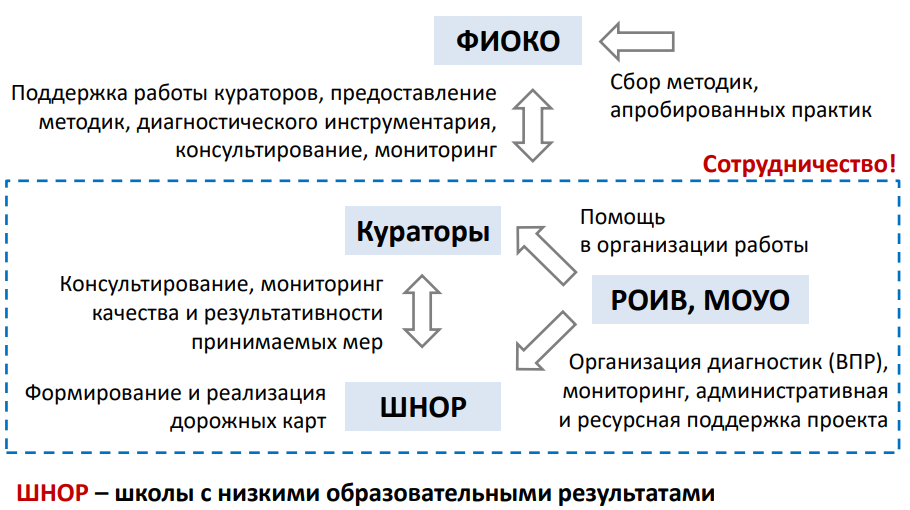 ФИОКО
Сбор методик,
апробированных практик
Поддержка работы кураторов, предоставление
методик, диагностического инструментария,
консультирование, мониторинг
Сотрудничество!
Кураторы
Помощь
в организации работы
Консультирование, мониторинг
качества и результативности
принимаемых мер
РОИВ, МОУО
Организация диагностик (ВПР),
мониторинг, административная
и ресурсная поддержка проекта
Формирование и реализация
дорожных карт
ШНОР
ШНОР – школы с низкими образовательными результатами